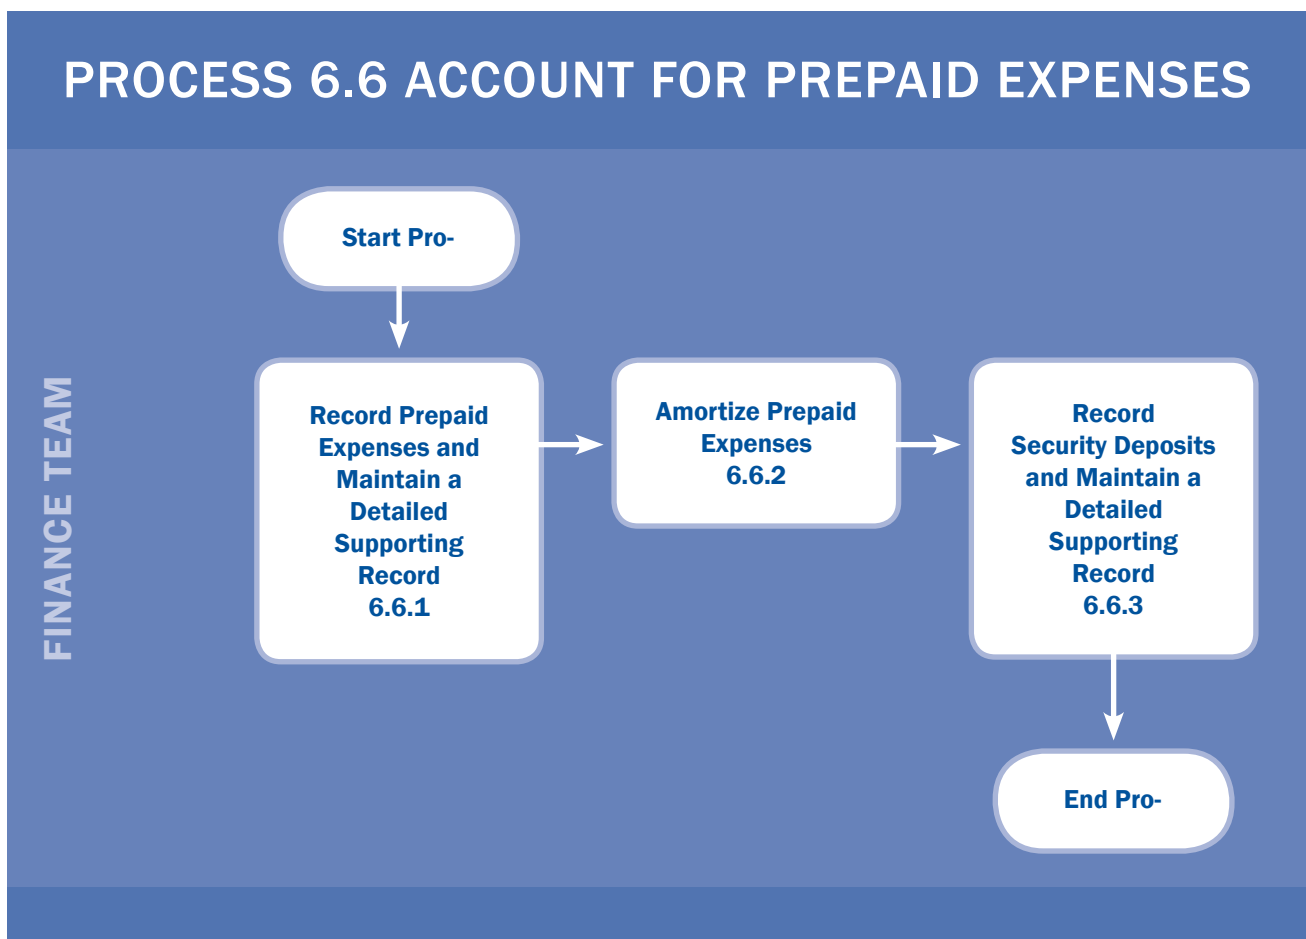 PROCESS 6.6 ACCOUNT FOR PREPAID EXPENSES
FINANCE TEAM
Start Pro-
Record Prepaid
Expenses and
Maintain a
Detailed
Supporting
Record
6.6.1
Amortize Prepaid
Expenses
6.6.2
Record
Security Deposits
and Maintain a
Detailed
Supporting
Record
6.6.3
End Pro-